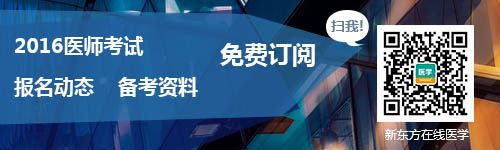 2016医师考试
报名动态 备考资料
免费订阅
扫我!
医学
新东方在线医学